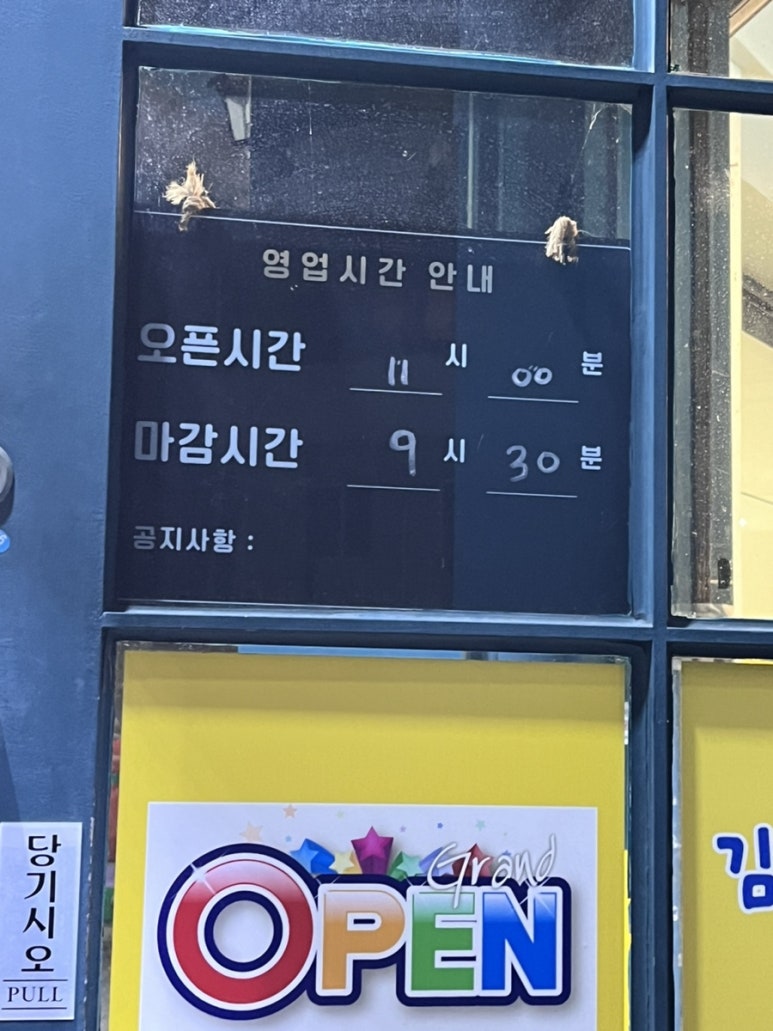 영업시간 안내
오픈시간 11 시 00 분
마감시간 9 시 30 분
공지사항 :
당기시오
PULL
Grand
OPEN
김